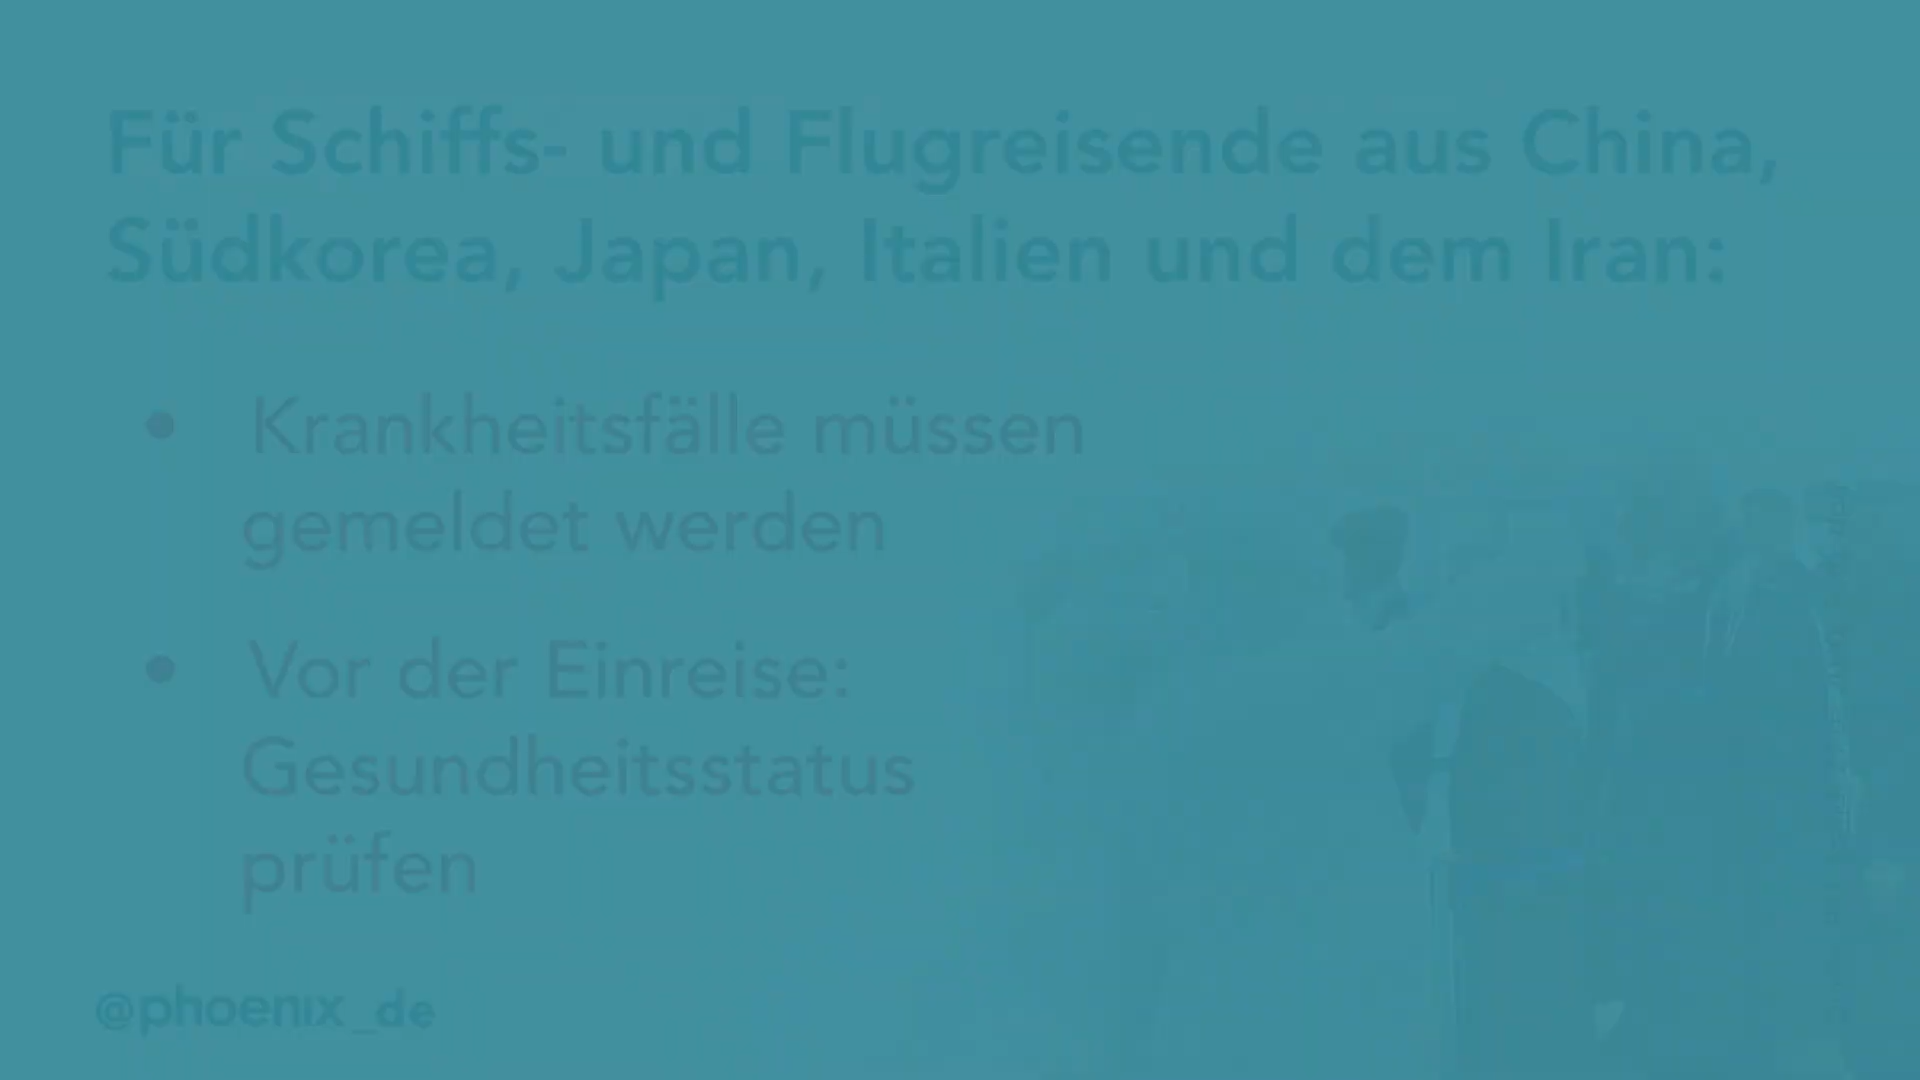 Für Schiffs- und Flugreisende aus China,
Südkorea, Japan, Italien und dem Iran:
• Krankheitsfälle müssen
gemeldet werden
• Vor der Einreise:
Gesundheitsstatus
prüfen
@phoenix_de